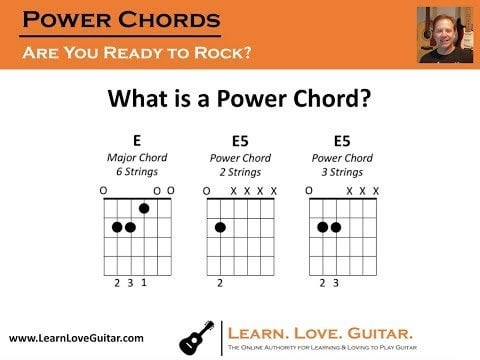 POWER CHORDS
ARE YOU READY TO ROCK?
What is a Power Chord?
E
Major Chord
6 Strings
O O O
2 3 1
E5
Power Chord
2 Strings
O X X X X
2
E5
Power Chord
3 Strings
O X X X
2 3
www.LearnLoveGuitar.com
LEARN. LOVE. GUITAR.
THE ONLINE AUTHORITY FOR LEARNING & LOVING TO PLAY GUITAR